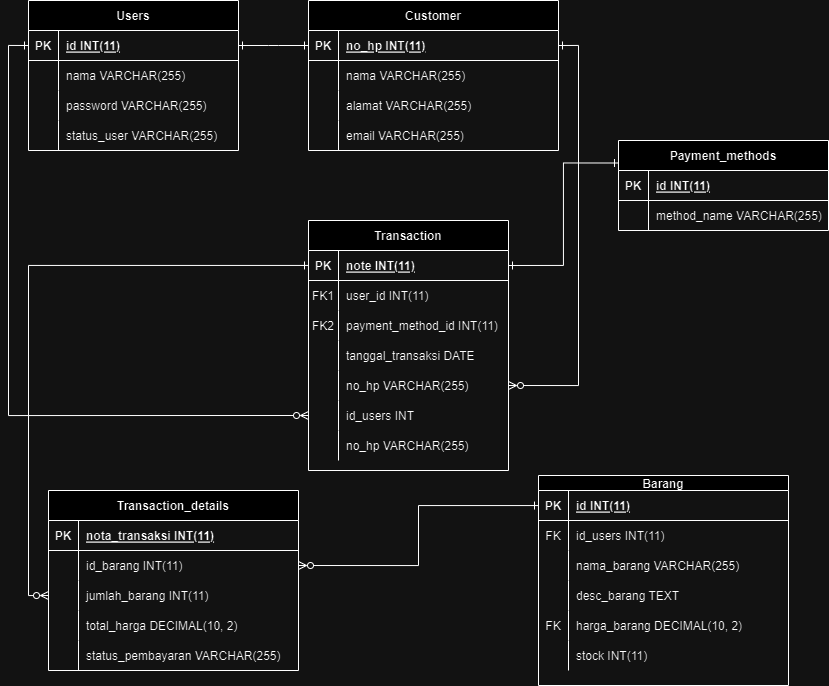 Users
PK id INT(11)
nama VARCHAR(255)
password VARCHAR(255)
status_user VARCHAR(255)
Customer
PK no_hp INT(11)
nama VARCHAR(255)
alamat VARCHAR(255)
email VARCHAR(255)
Payment_methods
PK id INT(11)
method_name VARCHAR(255)
Transaction
PK note INT(11)
FK1 user_id INT(11)
FK2 payment_method_id INT(11)
tanggal_transaksi DATE
no_hp VARCHAR(255)
id_users INT
no_hp VARCHAR(255)
Transaction_details
PK nota_transaksi INT(11)
id_barang INT(11)
jumlah_barang INT(11)
total_harga DECIMAL(10, 2)
status_pembayaran VARCHAR(255)
Barang
PK id INT(11)
FK id_users INT(11)
nama_barang VARCHAR(255)
desc_barang TEXT
FK harga_barang DECIMAL(10, 2)
stock INT(11)